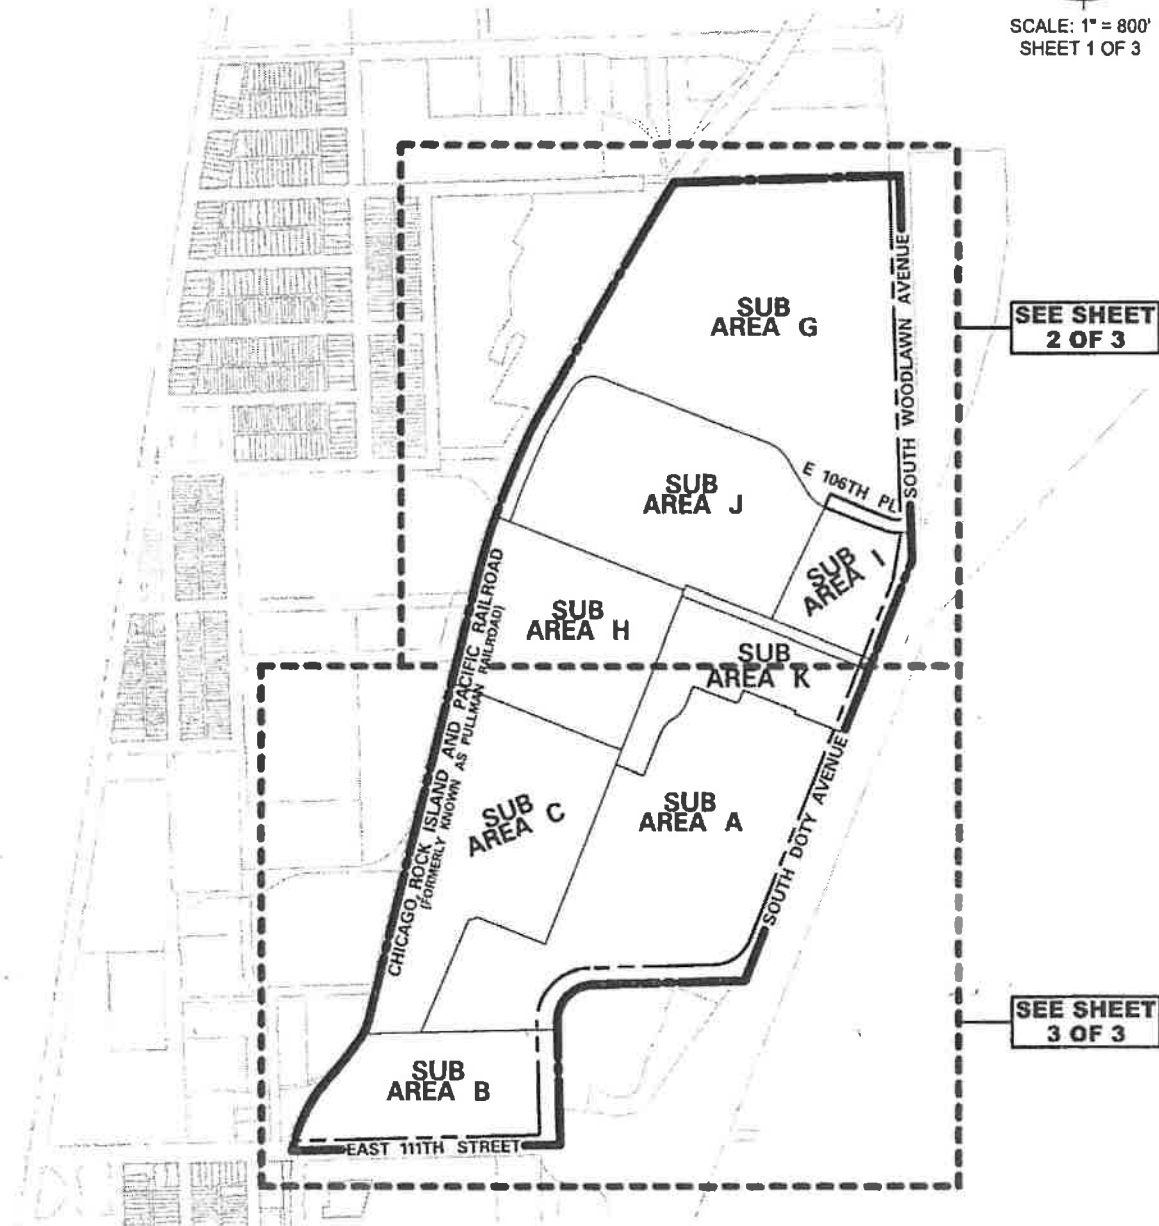 SCALE: 1" = 800'
SHEET 1 OF 3
SUB
AREA G
SOUTH WOODLAWN AVENUE
SEE SHEET
2 OF 3
E 106TH PL
SUB
AREA J
SUB
AREA I
SUB
AREA H
SUB
AREA K
CHICAGO, ROCK ISLAND AND PACIFIC RAILROAD
(FORMERLY KNOWN AS PULLMAN RAILROAD)
SUB
AREA C
SUB
AREA A
SOUTH DOTY AVENUE
SEE SHEET
3 OF 3
SUB
AREA B
EAST 111TH STREET